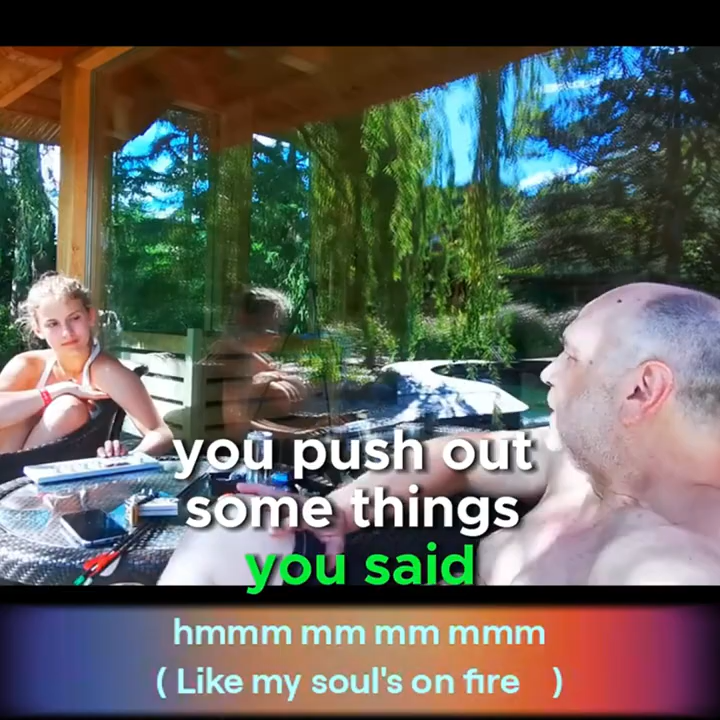 you push out
some things
you said
hmmm mm mm mmm
( Like my soul's on fire )